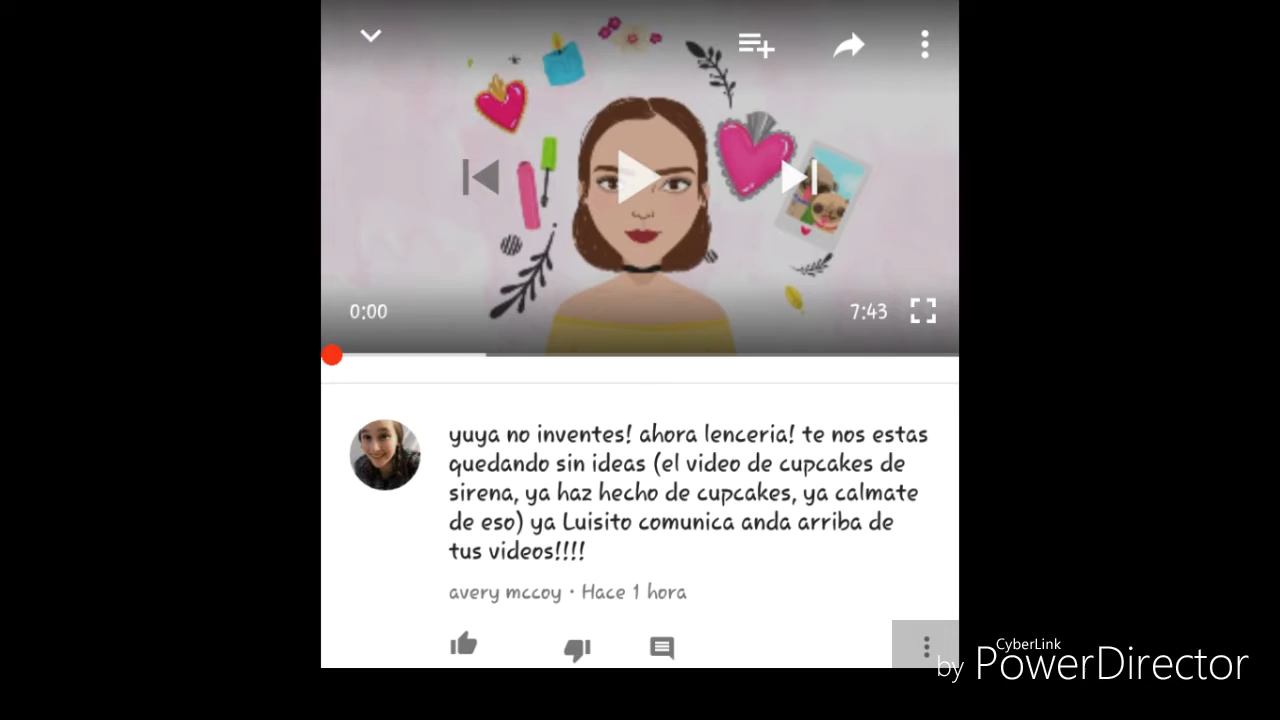 0:00
7:43
yuya no inventes! ahora lenceria! te nos estas
quedando sin ideas (el video de cupcakes de
sirena, ya haz hecho de cupcakes, ya calmate
de eso) ya Luisito comunica anda arriba de
tus videos!!!!
avery mccoy · Hace 1 hora
CyberLink
by PowerDirector